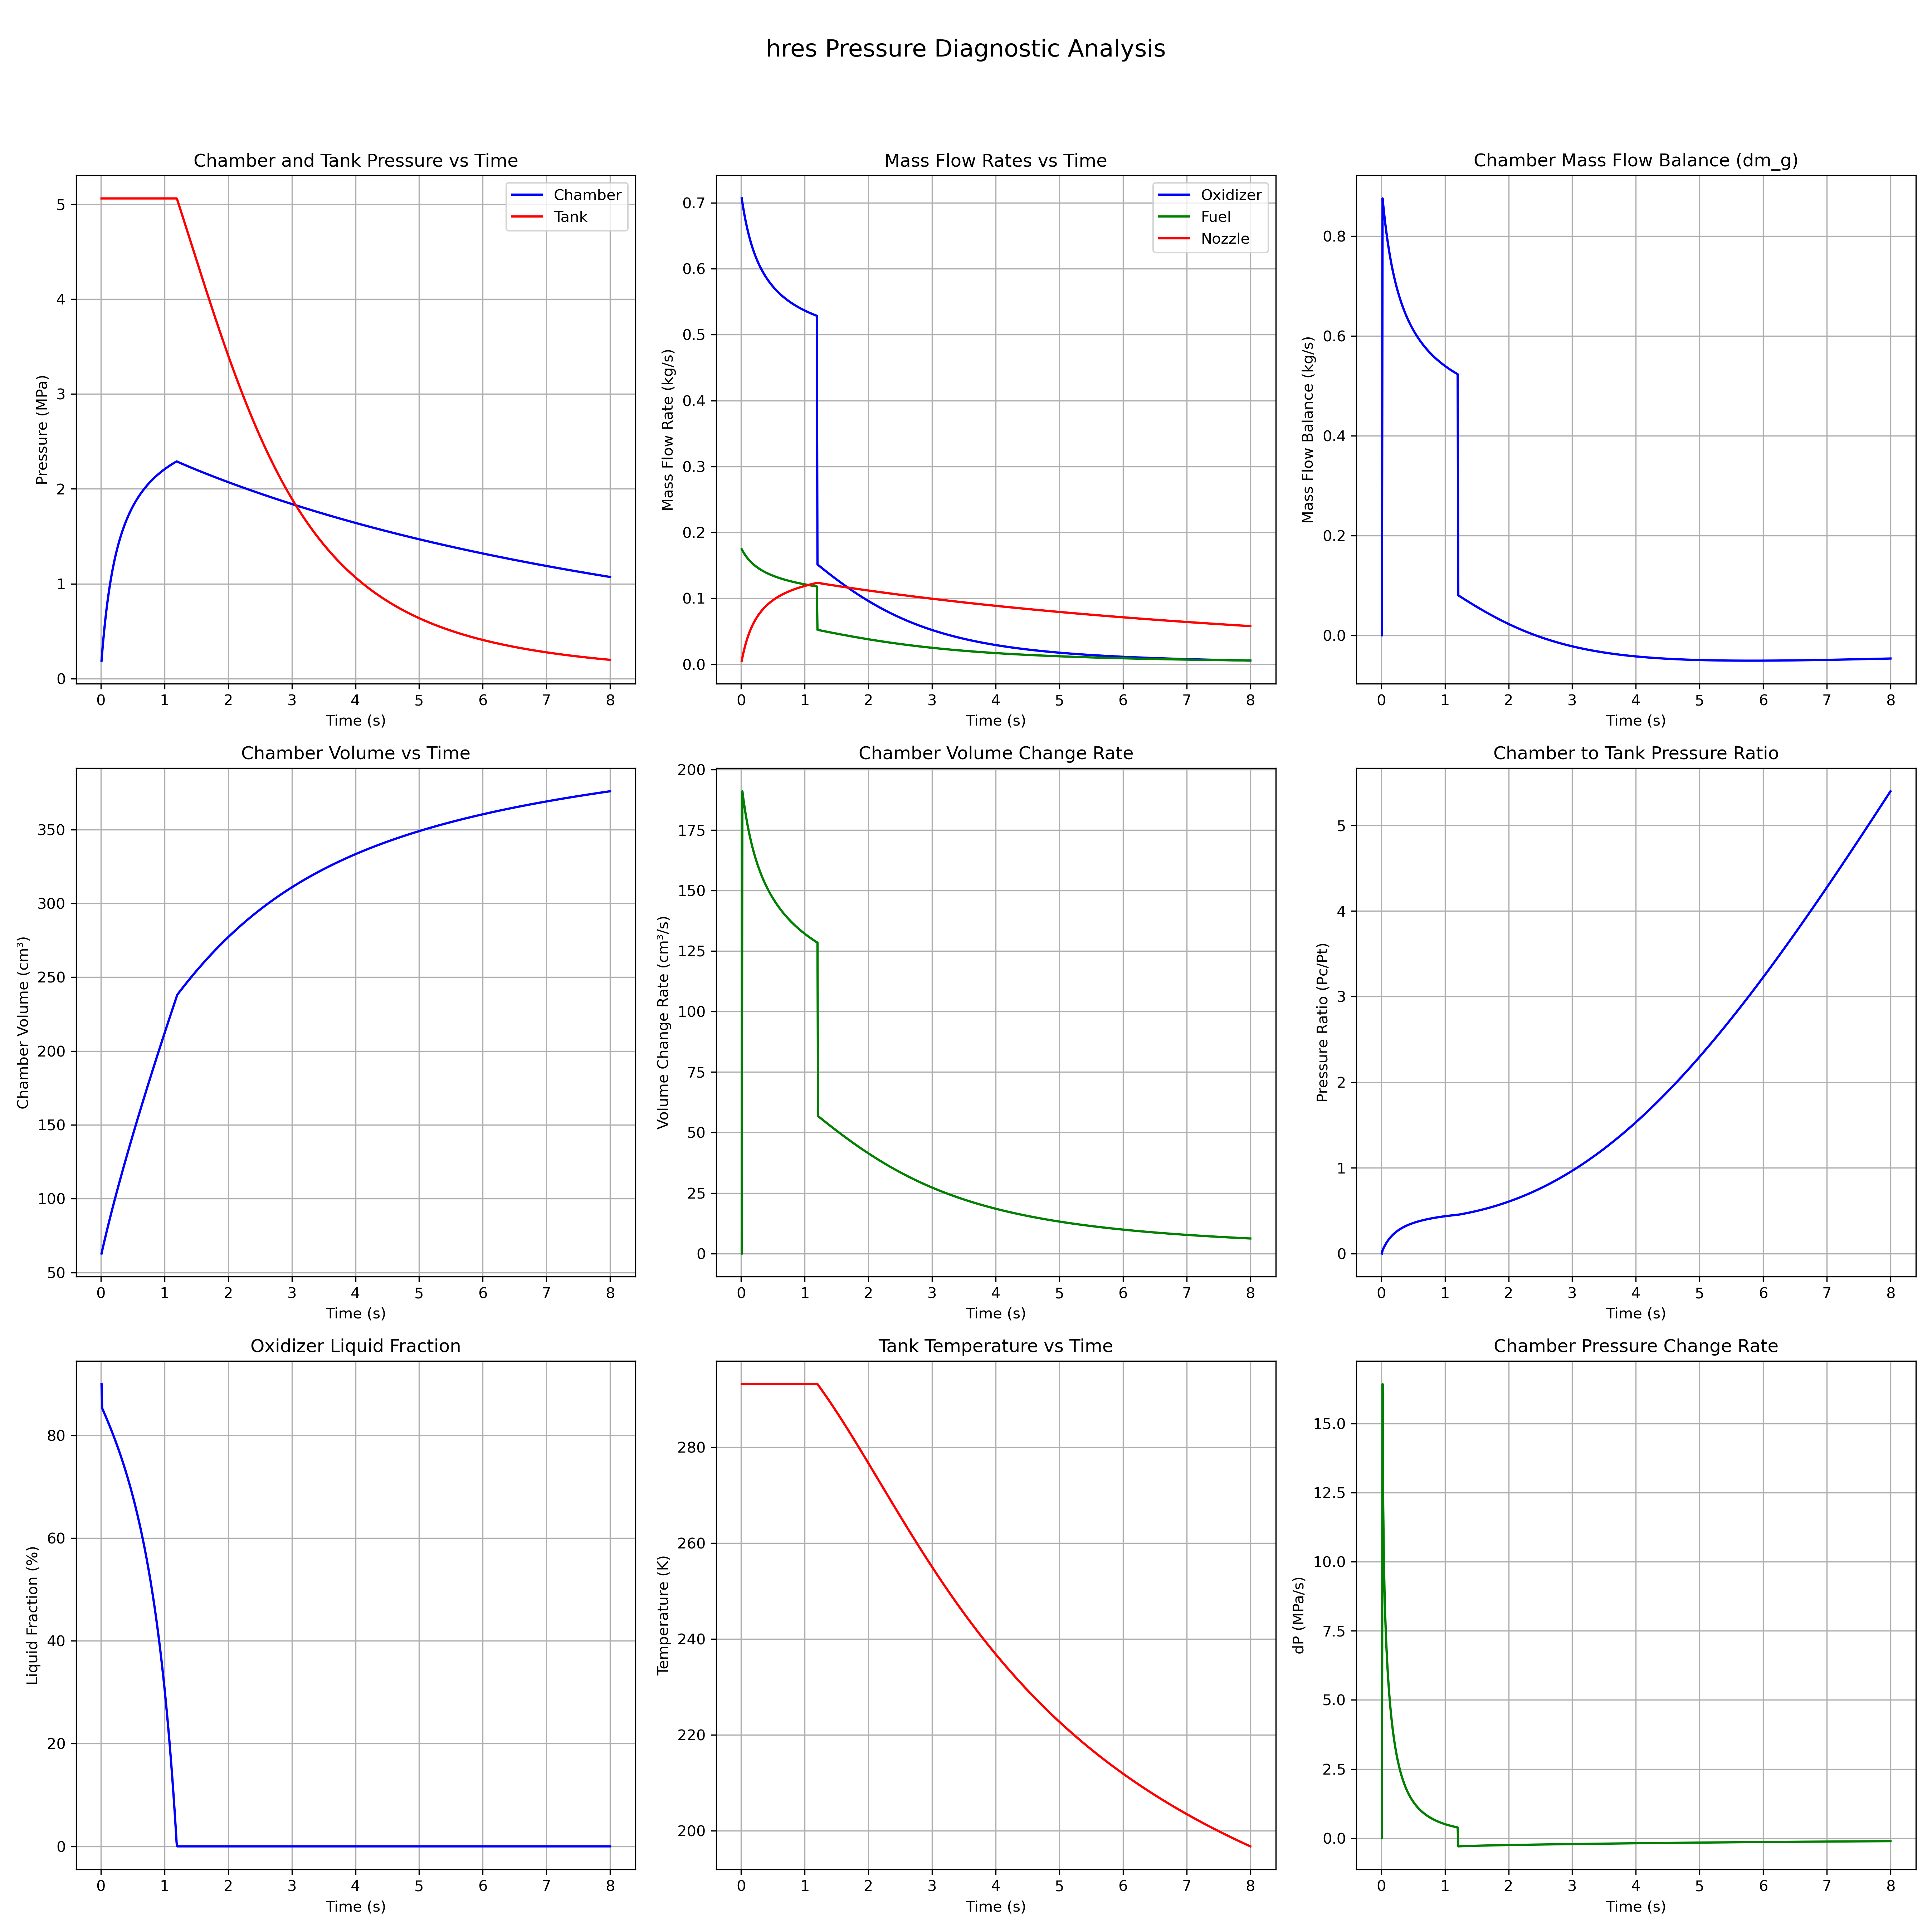 hres Pressure Diagnostic Analysis
Chamber and Tank Pressure vs Time
Pressure (MPa)
5
4
3
2
1
0
Chamber
Tank
0 1 2 3 4 5 6 7 8
Time (s)
Mass Flow Rates vs Time
Mass Flow Rate (kg/s)
0.7
0.6
0.5
0.4
0.3
0.2
0.1
0.0
Oxidizer
Fuel
Nozzle
0 1 2 3 4 5 6 7 8
Time (s)
Chamber Mass Flow Balance (dm_g)
Mass Flow Balance (kg/s)
0.8
0.6
0.4
0.2
0.0
0 1 2 3 4 5 6 7 8
Time (s)
Chamber Volume vs Time
Chamber Volume (cm³)
350
300
250
200
150
100
50
0 1 2 3 4 5 6 7 8
Time (s)
Chamber Volume Change Rate
Volume Change Rate (cm³/s)
200
175
150
125
100
75
50
25
0
0 1 2 3 4 5 6 7 8
Time (s)
Chamber to Tank Pressure Ratio
Pressure Ratio (Pc/Pt)
5
4
3
2
1
0
0 1 2 3 4 5 6 7 8
Time (s)
Oxidizer Liquid Fraction
Liquid Fraction (%)
80
60
40
20
0
0 1 2 3 4 5 6 7 8
Time (s)
Tank Temperature vs Time
Temperature (K)
280
260
240
220
200
0 1 2 3 4 5 6 7 8
Time (s)
Chamber Pressure Change Rate
dP (MPa/s)
15.0
12.5
10.0
7.5
5.0
2.5
0.0
0 1 2 3 4 5 6 7 8
Time (s)